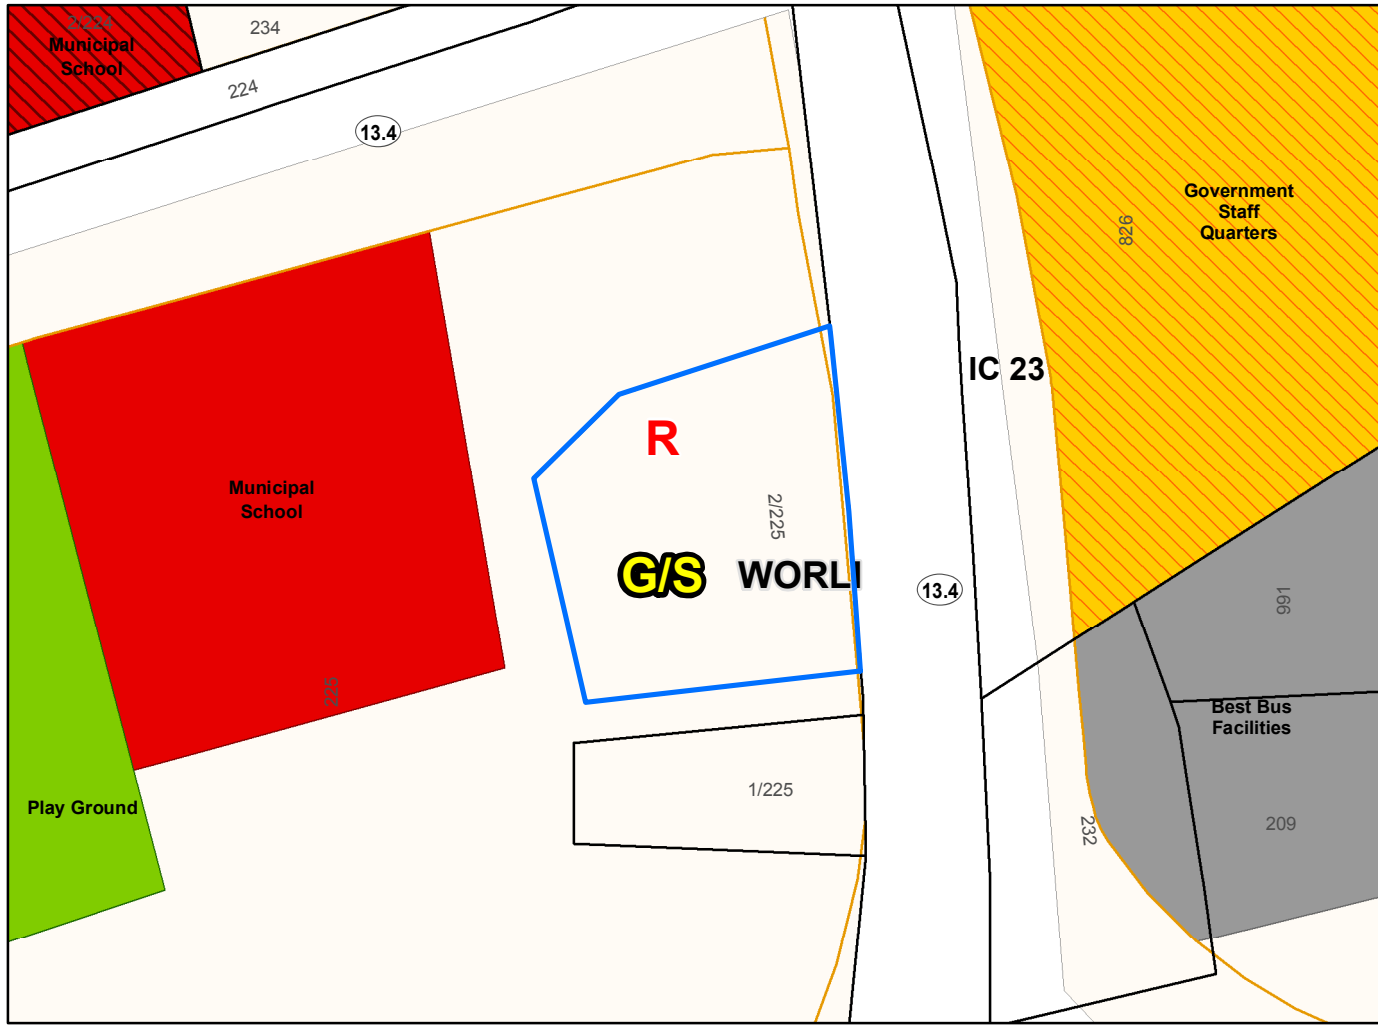 2/224
Municipal
School
234
224
13.4
Government
Staff
Quarters
826
IC 23
R
Municipal
School
2/225
G/S
WORLI
13.4
991
225
Best Bus
Facilities
1/225
Play Ground
232
209